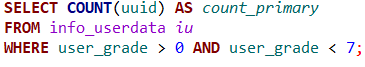 SELECT COUNT(uuid) AS count_primary
FROM info_userdata iu
WHERE user_grade > 0 AND user_grade < 7;